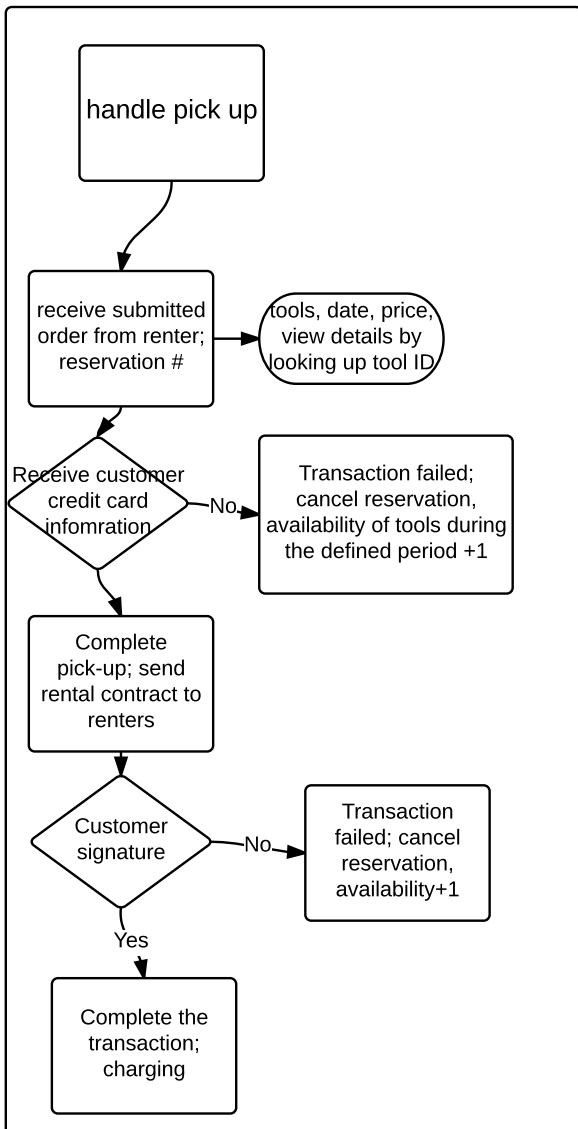 handle pick up
receive submitted
order from renter;
reservation #
tools, date, price,
view details by
looking up tool ID
Receive customer
credit card
infomration
No
Transaction failed;
cancel reservation,
availability of tools during
the defined period +1
Complete
pick-up; send
rental contract to
renters
Customer
signature
No
Transaction
failed; cancel
reservation,
availability+1
Yes
Complete the
transaction;
charging